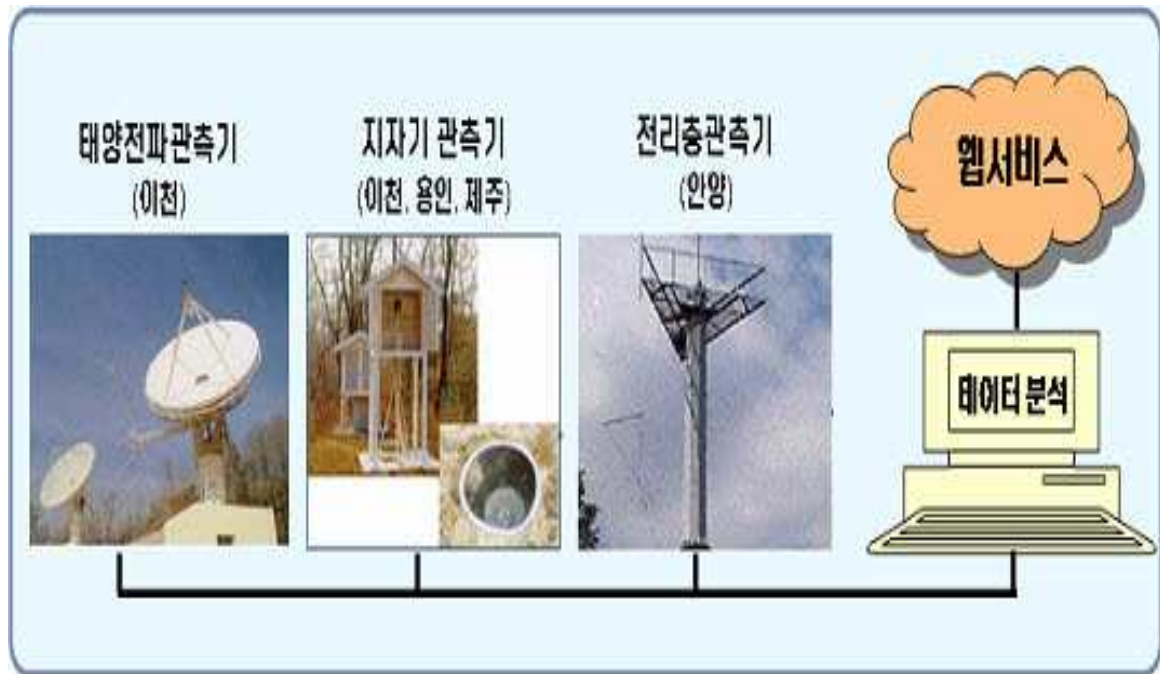 태양전파관측기
(이천)
지자기 관측기
(이천, 용인, 제주)
전리층관측기
(안양)
웹서비스
데이터 분석